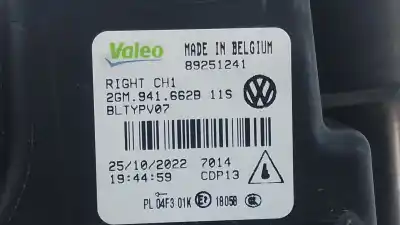 Valeo MADE IN BELGIUM
89251241
RIGHT CH1
2GM.941.662B 11S
BLTYPV07
25/10/2022 7014
19:44:59 CDP13
PL 04F3 01K 18058